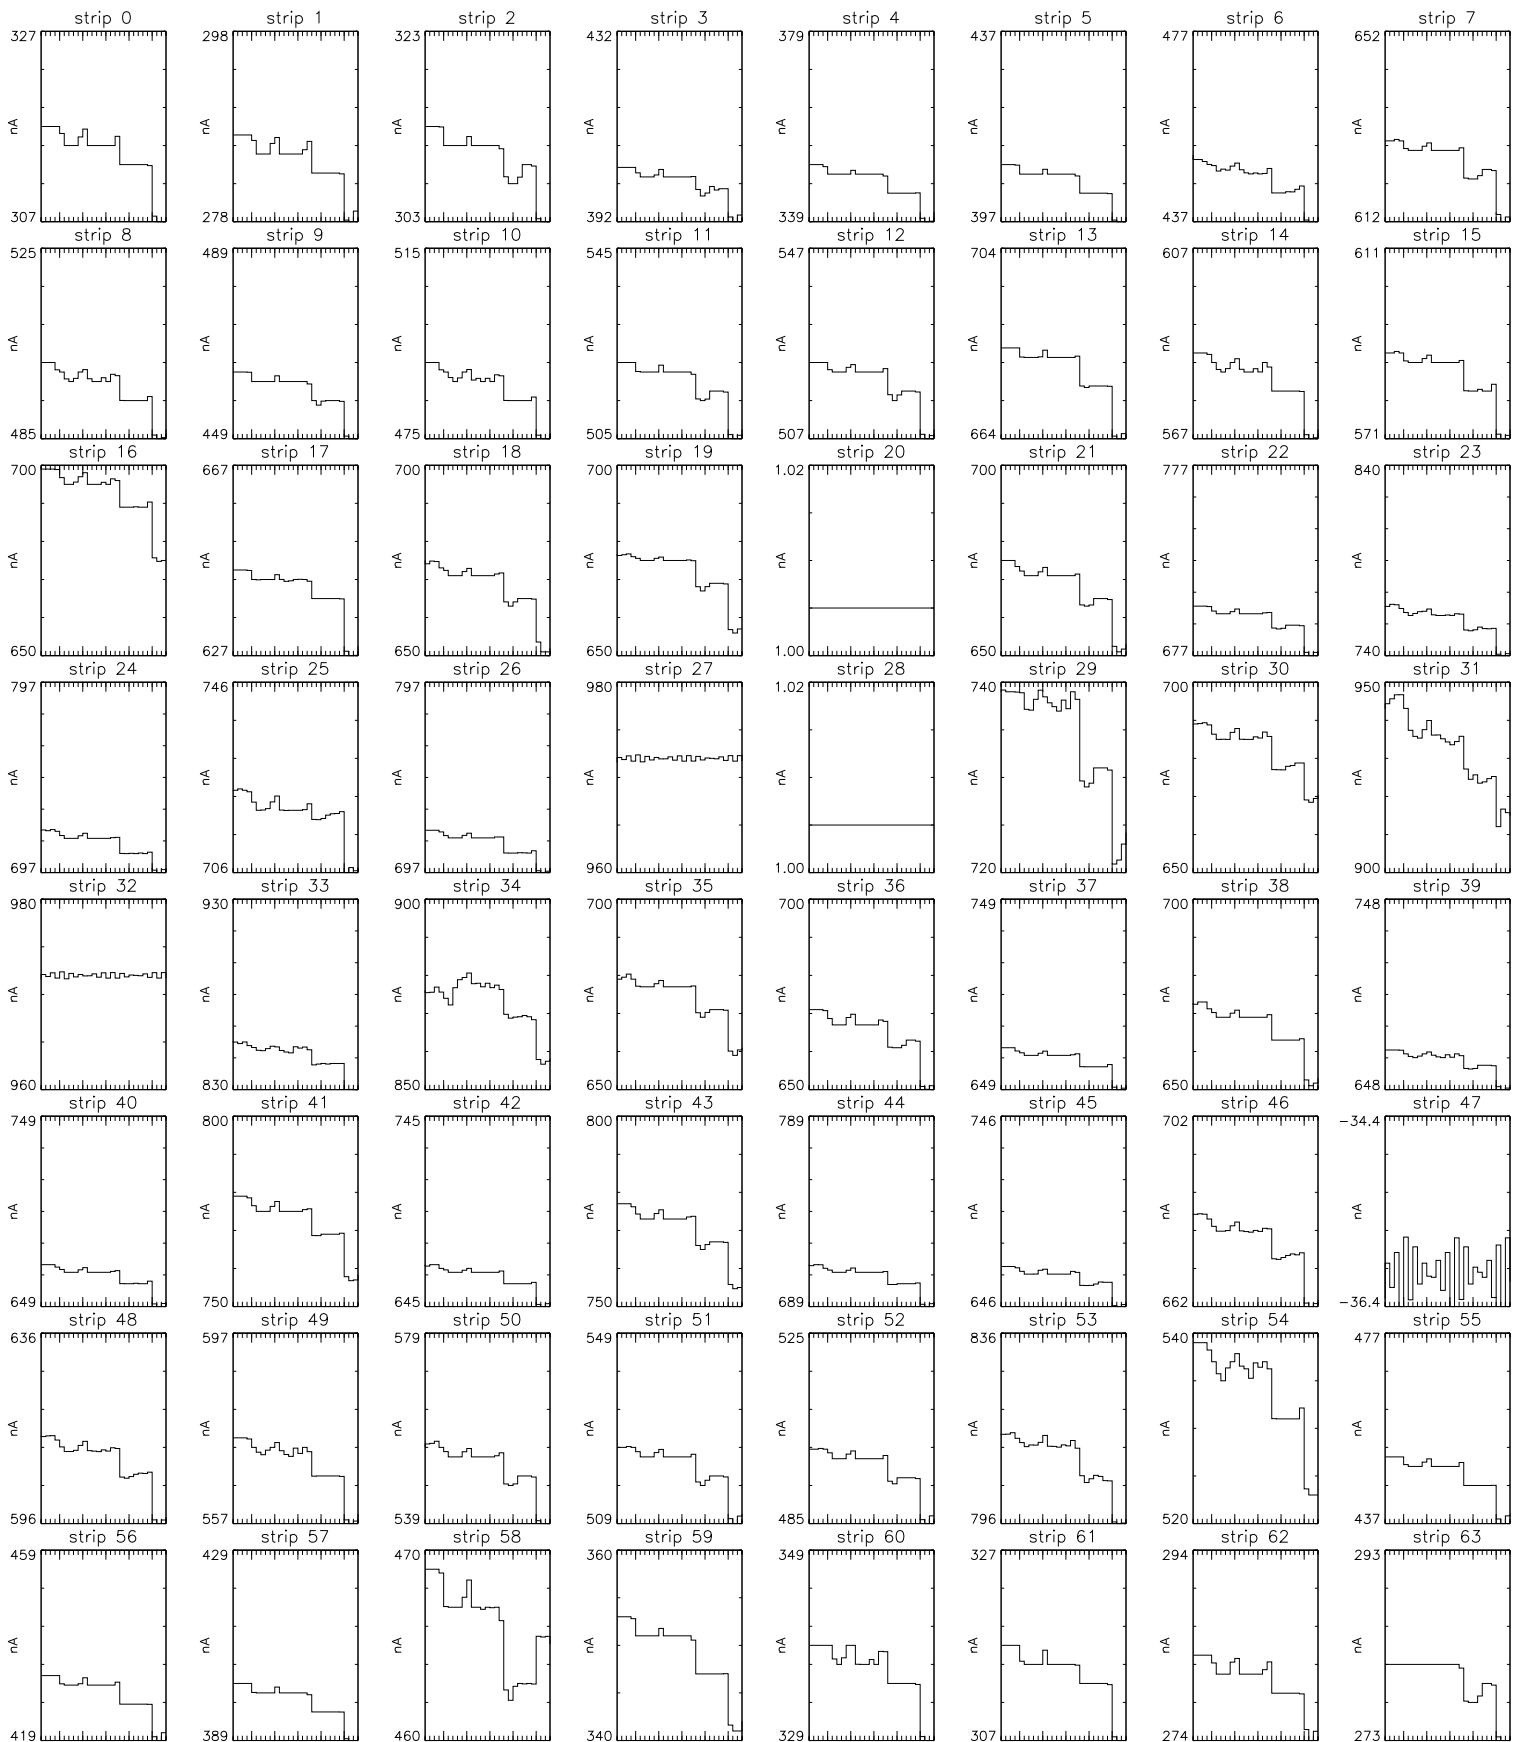 strip 0 strip 1 strip 2 strip 3 strip 4 strip 5 strip 6 strip 7
327 298 323 432 379 437 477 652
nA nA nA nA nA nA nA nA
307 278 303 392 339 397 437 612
strip 8 strip 9 strip 10 strip 11 strip 12 strip 13 strip 14 strip 15
525 489 515 545 547 704 607 611
nA nA nA nA nA nA nA nA
485 449 475 505 507 664 567 571
strip 16 strip 17 strip 18 strip 19 strip 20 strip 21 strip 22 strip 23
700 667 700 700 1.02 700 777 840
nA nA nA nA nA nA nA nA
650 627 650 650 1.00 650 677 740
strip 24 strip 25 strip 26 strip 27 strip 28 strip 29 strip 30 strip 31
797 746 797 980 1.02 740 700 950
nA nA nA nA nA nA nA nA
697 706 697 960 1.00 720 650 900
strip 32 strip 33 strip 34 strip 35 strip 36 strip 37 strip 38 strip 39
980 930 900 700 700 749 700 748
nA nA nA nA nA nA nA nA
960 830 850 650 650 649 650 648
strip 40 strip 41 strip 42 strip 43 strip 44 strip 45 strip 46 strip 47
749 800 745 800 789 746 702 −34.4
nA nA nA nA nA nA nA nA
649 750 645 750 689 646 662 −36.4
strip 48 strip 49 strip 50 strip 51 strip 52 strip 53 strip 54 strip 55
636 597 579 549 525 836 540 477
nA nA nA nA nA nA nA nA
596 557 539 509 485 796 520 437
strip 56 strip 57 strip 58 strip 59 strip 60 strip 61 strip 62 strip 63
459 429 470 360 349 327 294 293
nA nA nA nA nA nA nA nA
419 389 460 340 329 307 274 273